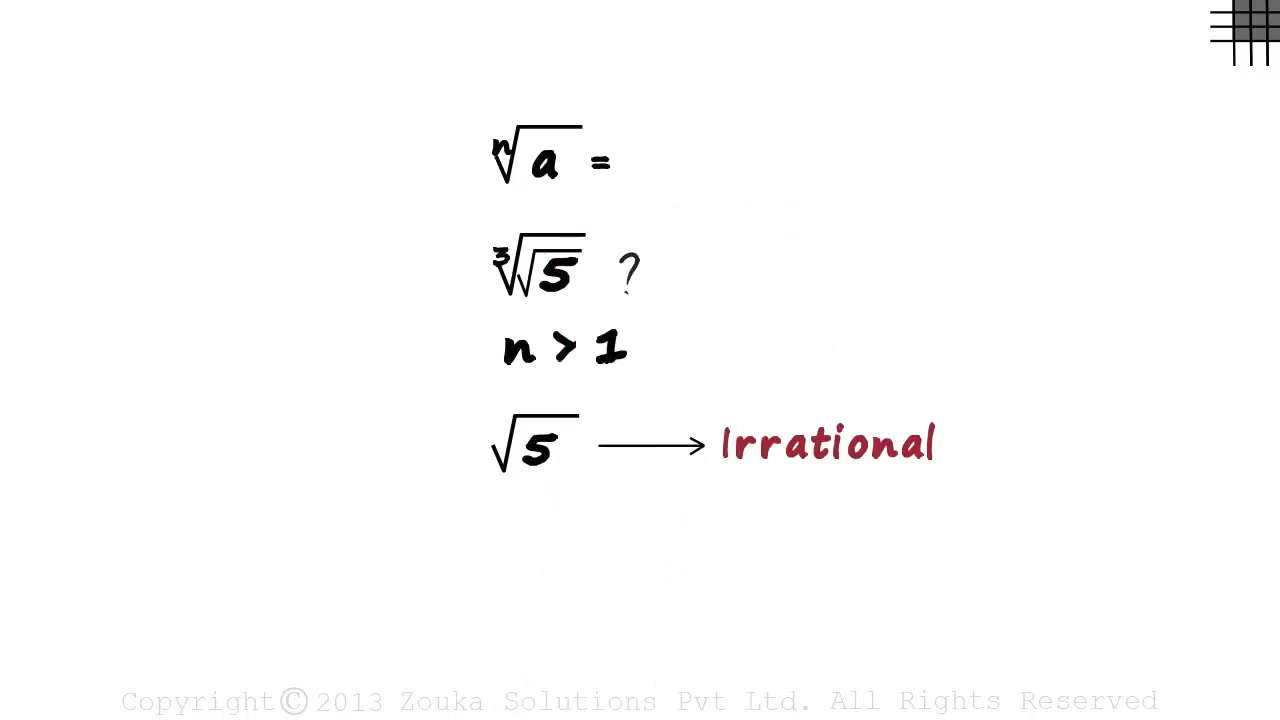 ⁿ√a =
³√√5 ?
n > 1
√5 → Irrational
Copyright © 2013 Zouka Solutions Pvt Ltd. All Rights Reserved